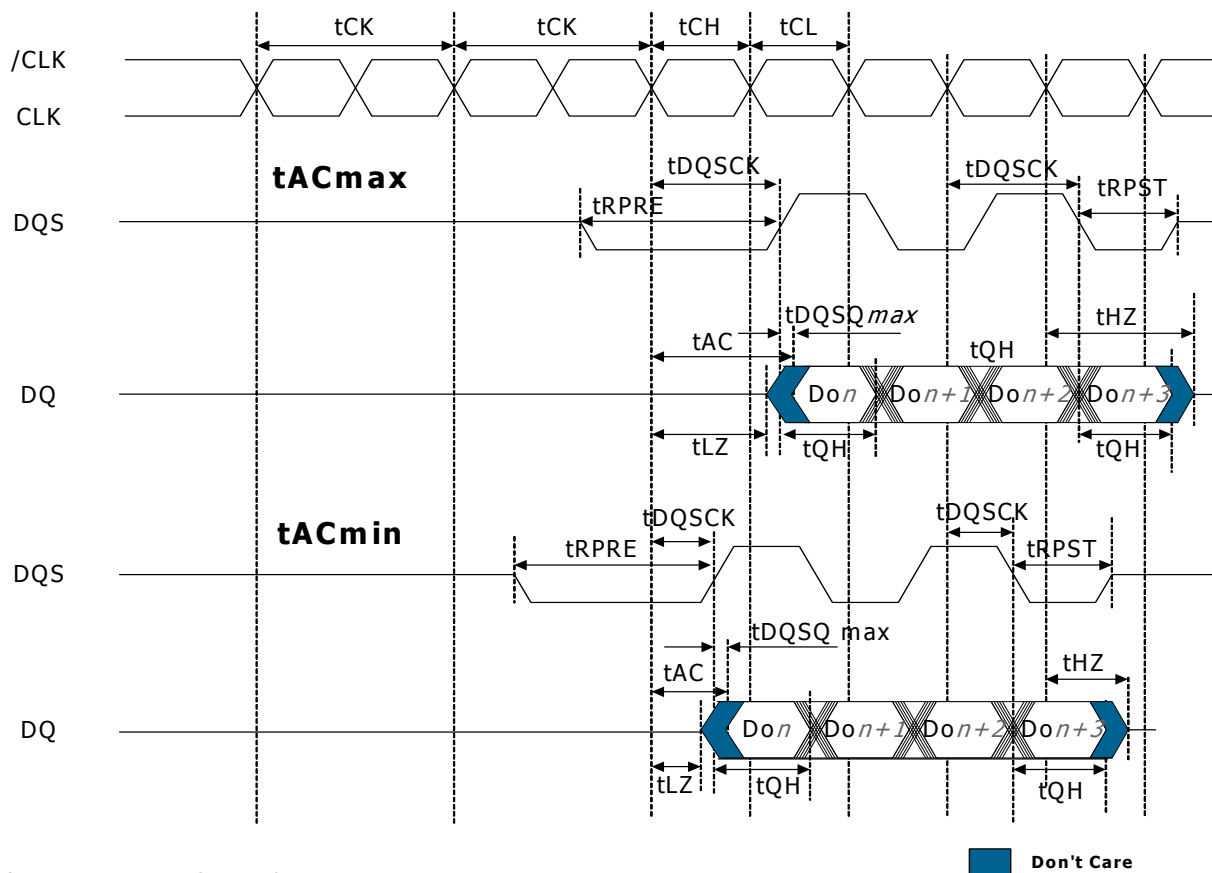 tCK tCK tCH tCL
/CLK
CLK
tACmax
tDQSCK tDQSCK
tRPRE tRPST
DQS
tDQSQmax tHZ
tAC tQH
DQ Don Don+1 Don+2 Don+3
tLZ tQH tQH
tACmin
tDQSCK tDQSCK
tRPRE tRPST
DQS
tDQSQ max
tAC tHZ
DQ Don Don+1 Don+2 Don+3
tLZ tQH tQH
Don't Care